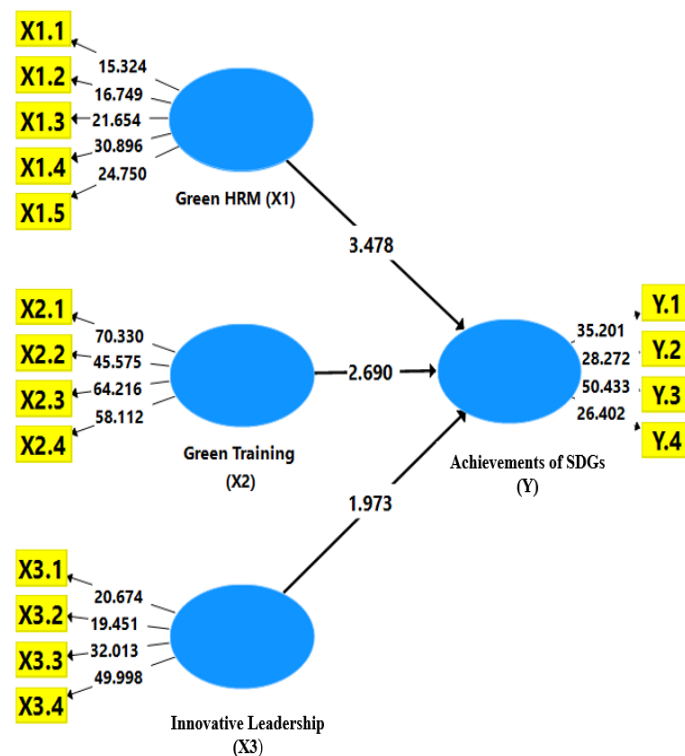 X1.1
15.324
X1.2
16.749
X1.3
21.654
X1.4
30.896
X1.5
24.750
Green HRM (X1)
3.478
X2.1
70.330
X2.2
45.575
X2.3
64.216
X2.4
58.112
Green Training
(X2)
2.690
Y.1
35.201
Y.2
28.272
Y.3
50.433
Y.4
26.402
Achievements of SDGs
(Y)
1.973
X3.1
20.674
X3.2
19.451
X3.3
32.013
X3.4
49.998
Innovative Leadership
(X3)